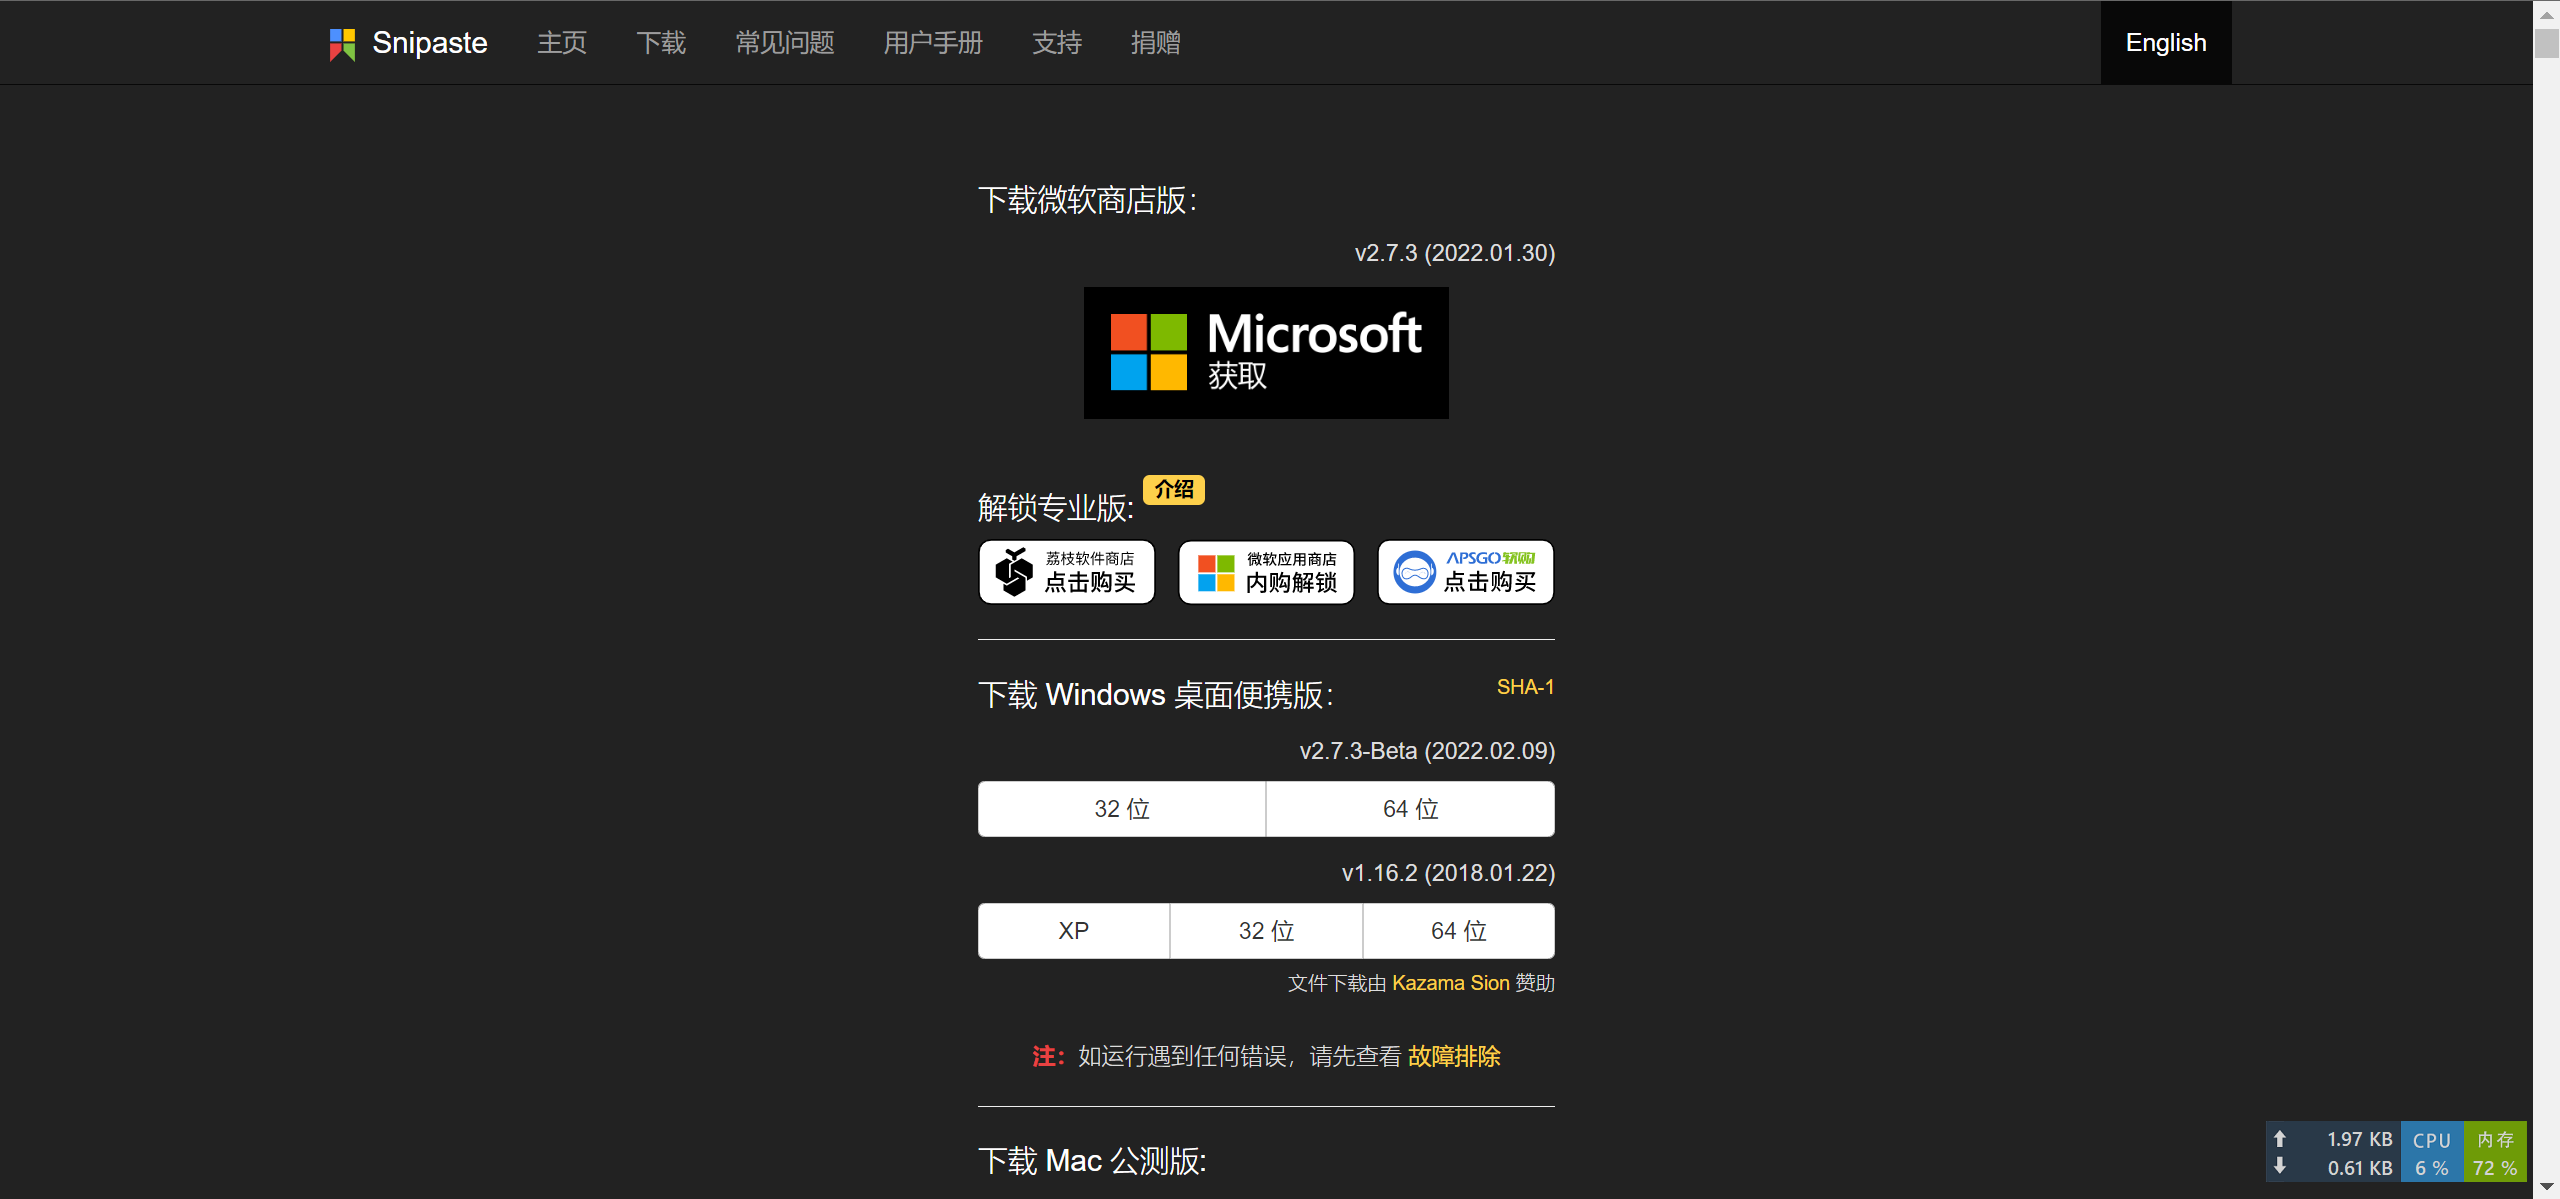 Snipaste 主页 下载 常见问题 用户手册 支持 捐赠 English
下载微软商店版：
v2.7.3 (2022.01.30)
Microsoft
获取
解锁专业版: 介绍
荔枝软件商店
点击购买
微软应用商店
内购解锁
APSGO软购
点击购买
下载 Windows 桌面便携版： SHA-1
v2.7.3-Beta (2022.02.09)
32 位 64 位
v1.16.2 (2018.01.22)
XP 32 位 64 位
文件下载由 Kazama Sion 赞助
注：如运行遇到任何错误，请先查看 故障排除
下载 Mac 公测版:
1.97 KB CPU 内存
0.61 KB 6 % 72 %